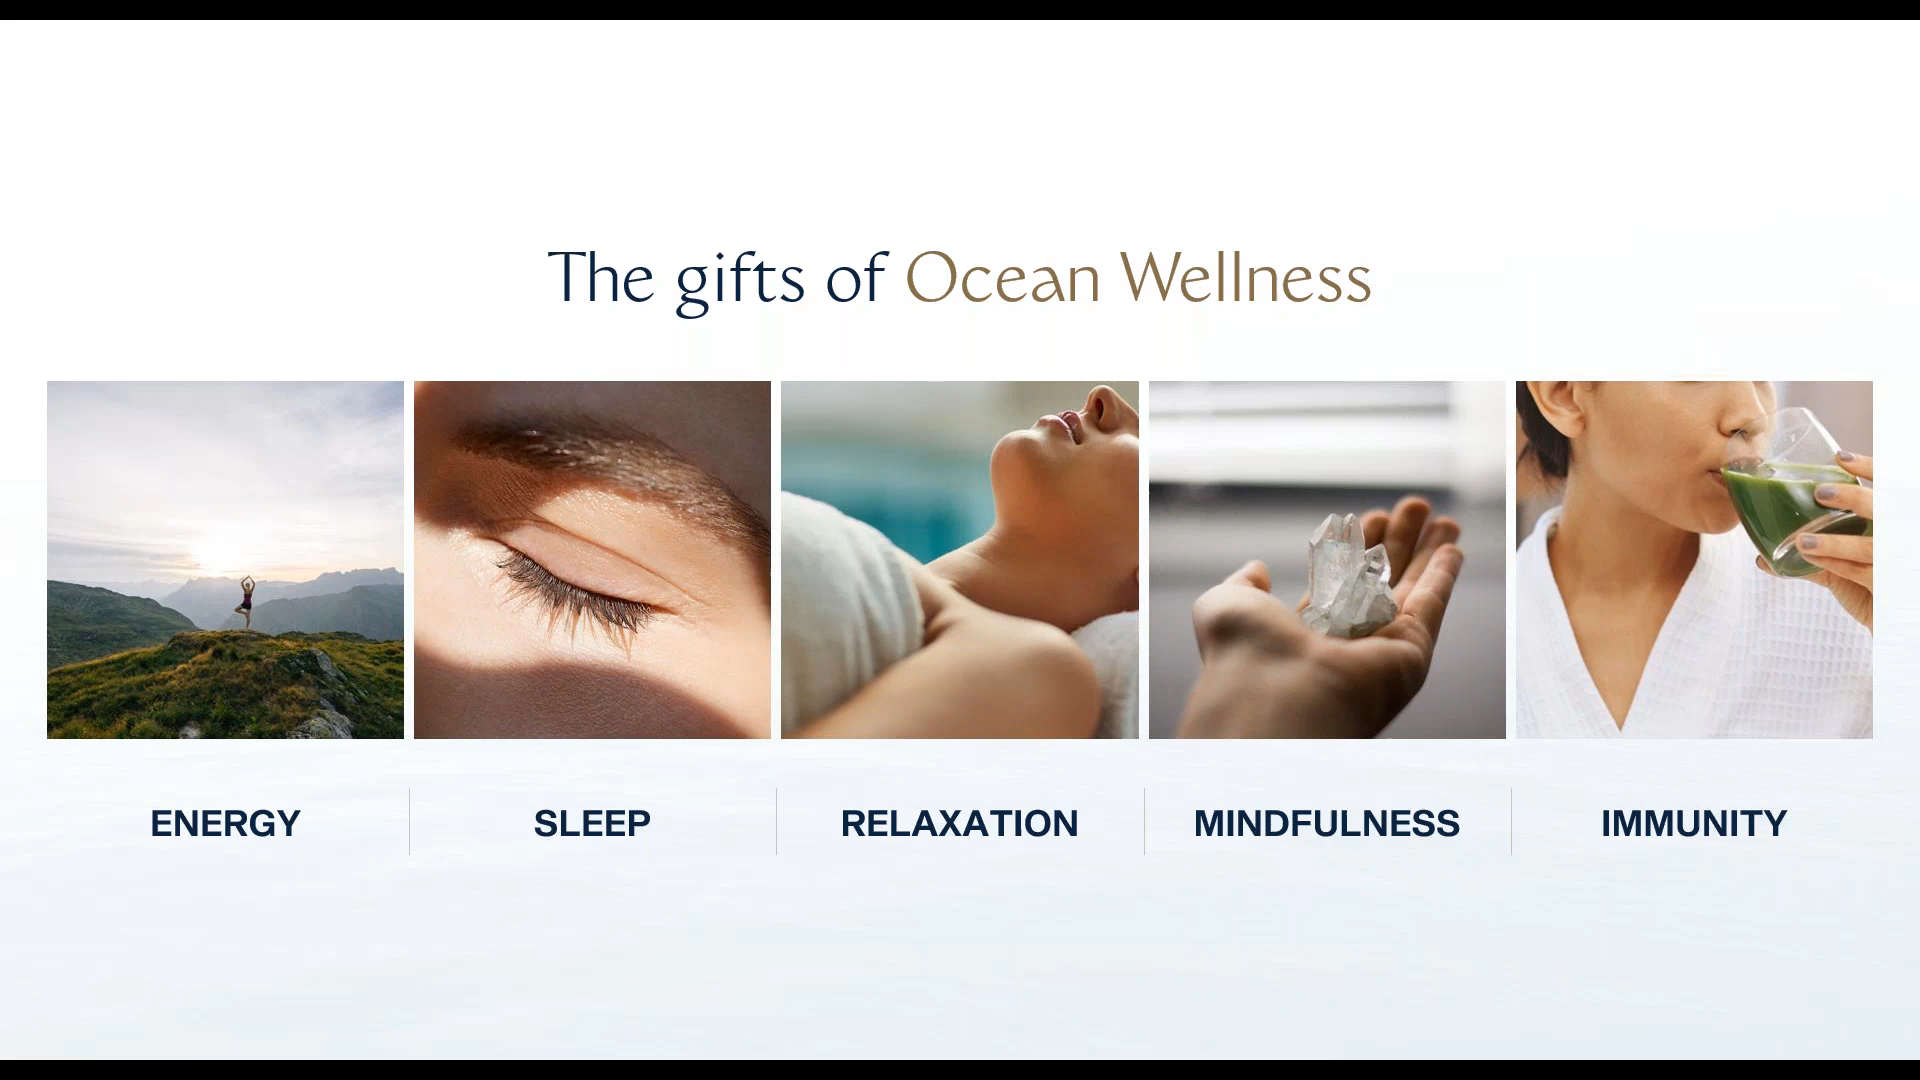 The gifts of Ocean Wellness
ENERGY
SLEEP
RELAXATION
MINDFULNESS
IMMUNITY